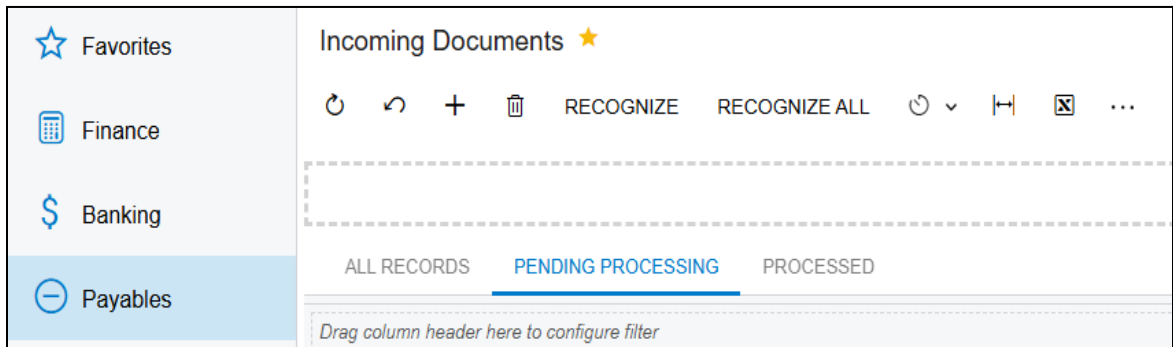 Favorites
Finance
Banking
Payables
Incoming Documents
RECOGNIZE RECOGNIZE ALL X ...
ALL RECORDS PENDING PROCESSING PROCESSED
Drag column header here to configure filter